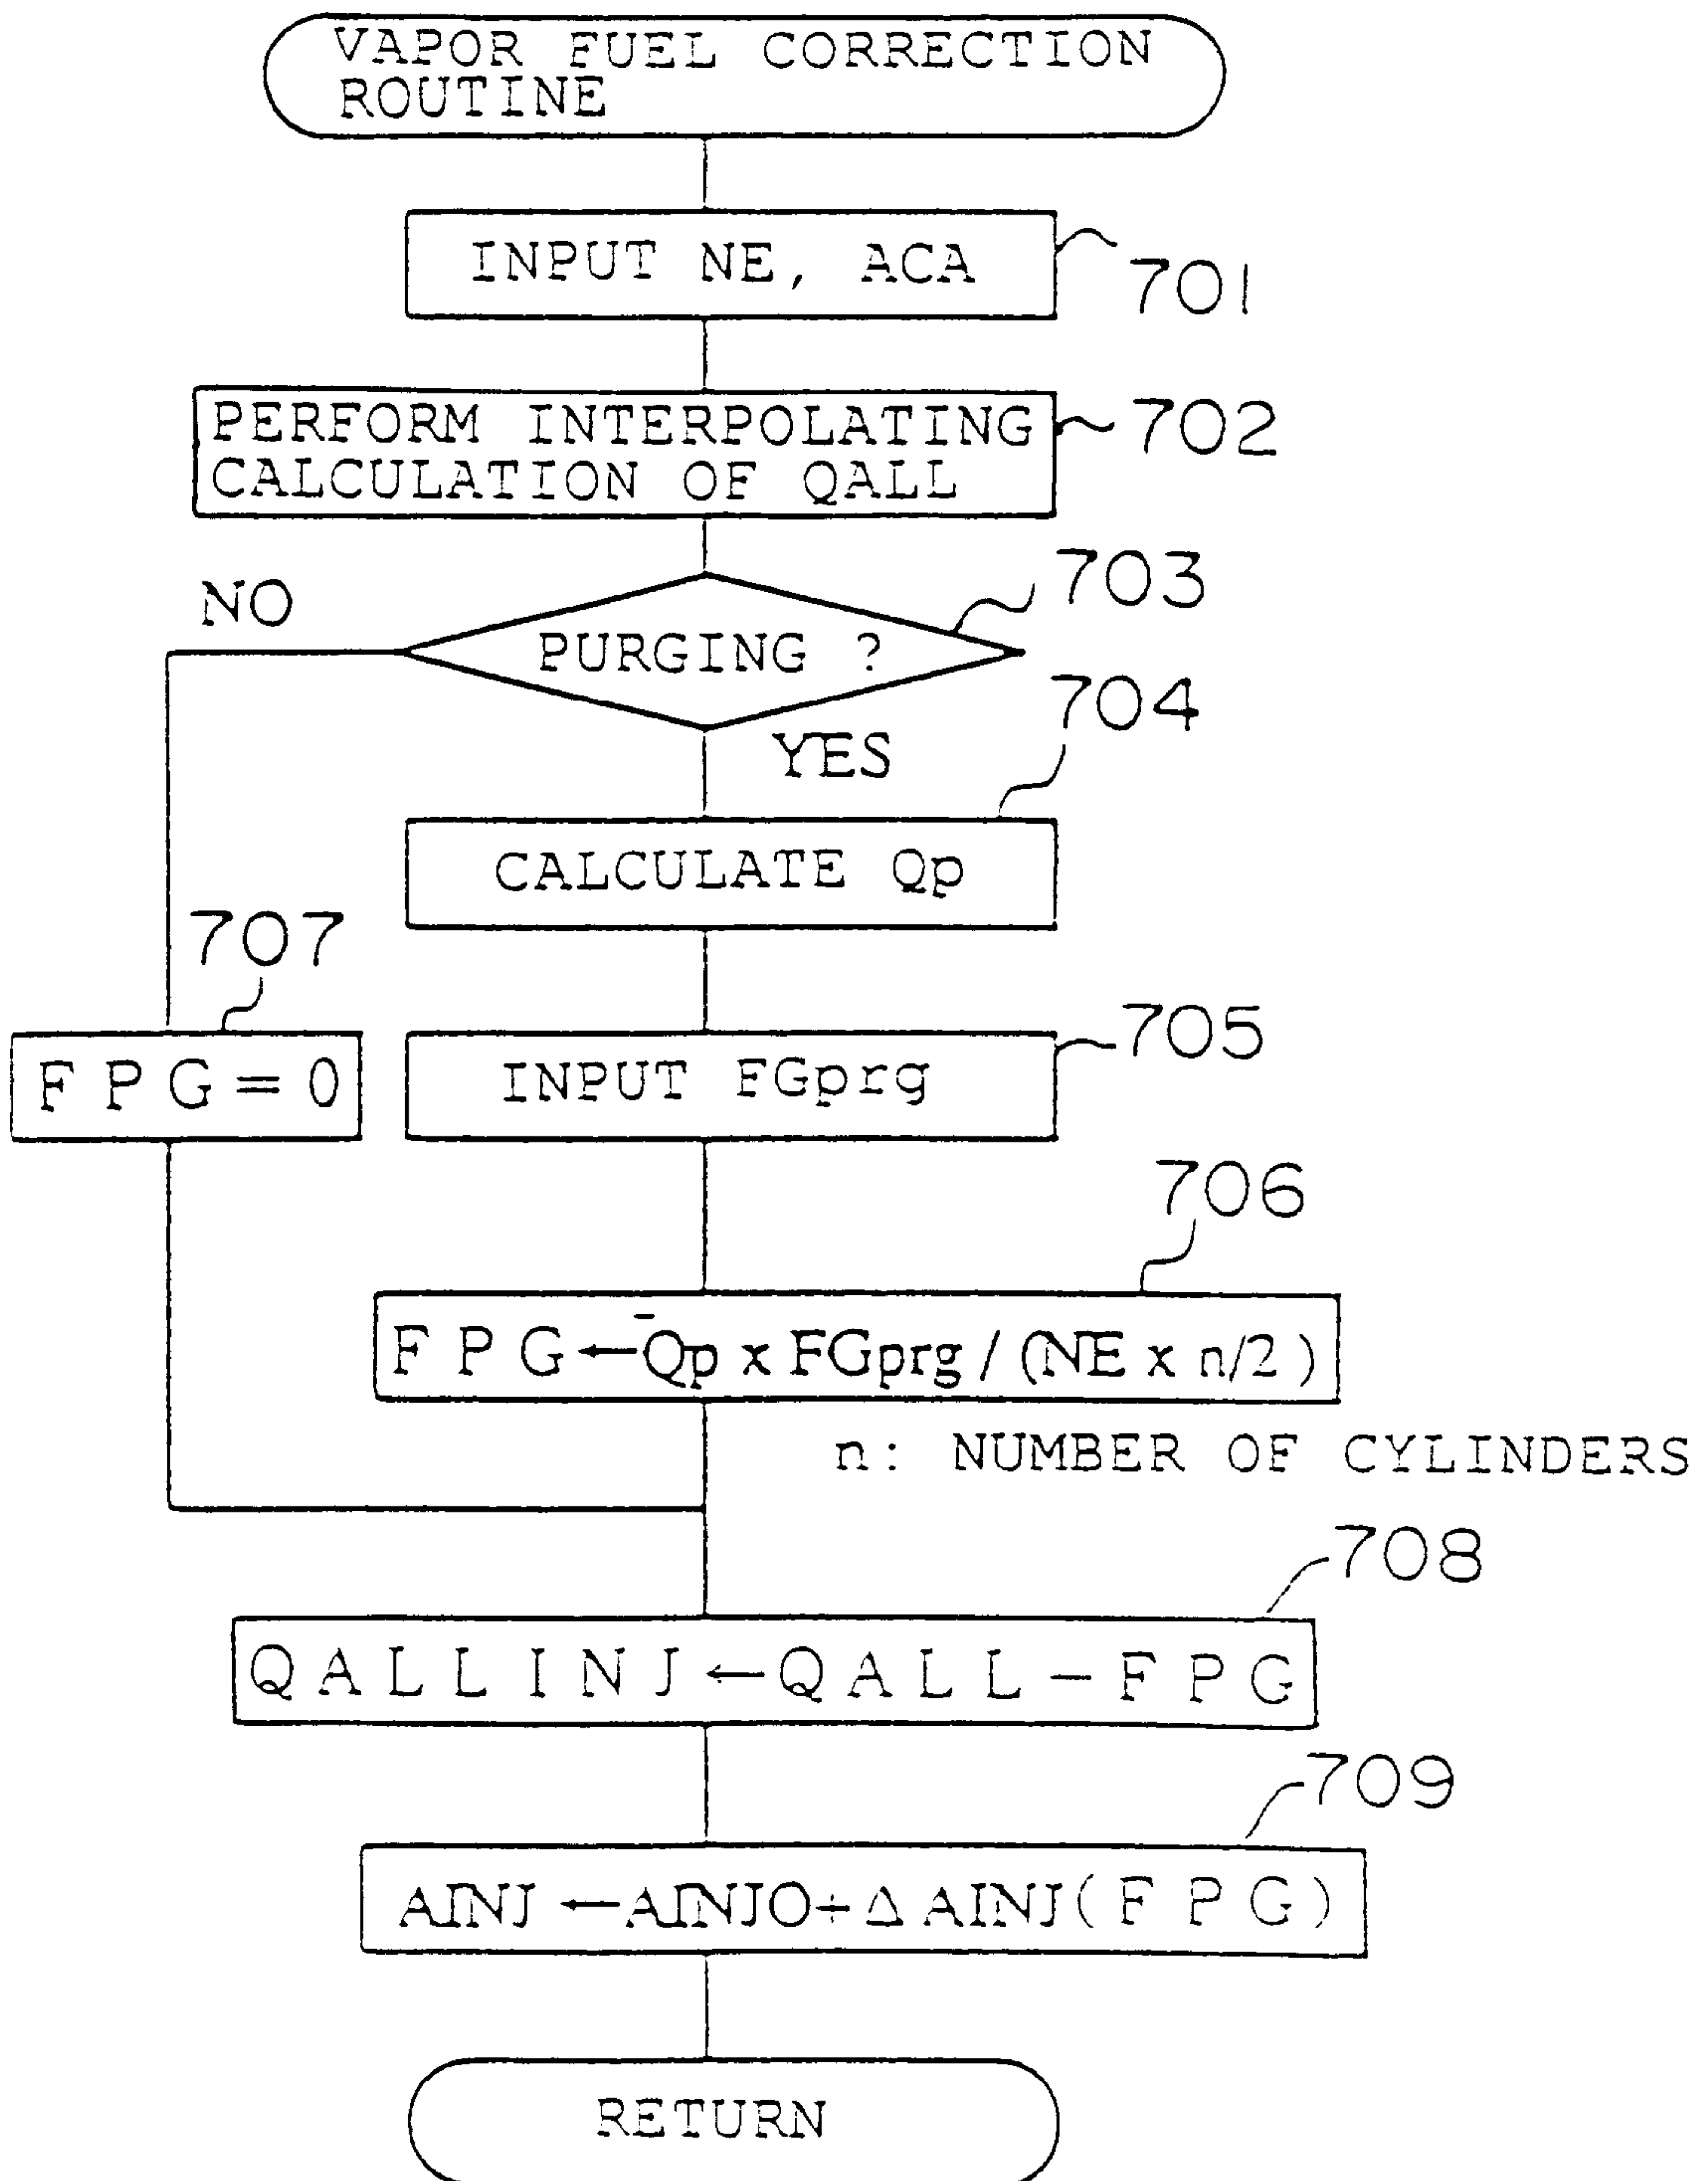 VAPOR FUEL CORRECTION
ROUTINE
INPUT NE, ACA
701
PERFORM INTERPOLATING
CALCULATION OF QALL
702
703
NO
PURGING ?
704
YES
CALCULATE Qp
707
705
FPG=0
INPUT FGprg
706
FPG←Qp x FGprg / (NE x n/2)
n: NUMBER OF CYLINDERS
708
QALLINJ←QALL-FPG
709
AINJ ←AINJO+Δ AINJ(FPG)
RETURN